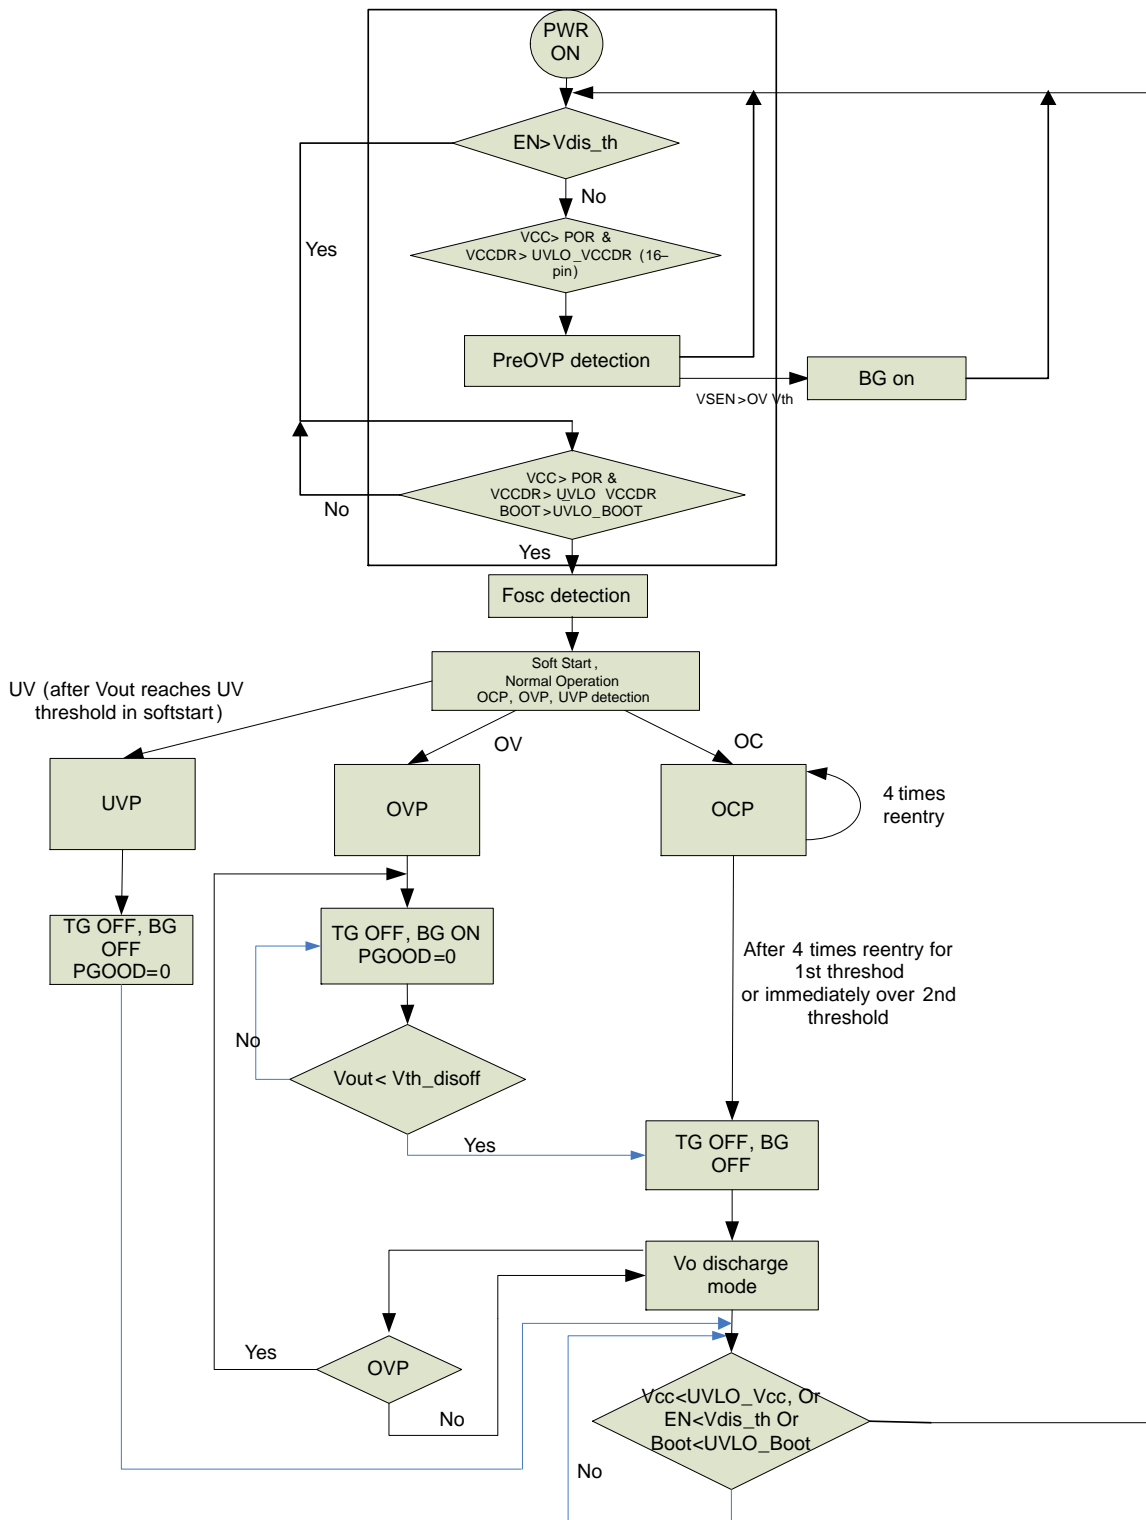 PWR
ON
EN>Vdis_th
No
Yes
VCC> POR &
VCCDR> UVLO_VCCDR (16–
pin)
PreOVP detection
BG on
VSEN>OV Vth
VCC> POR &
VCCDR> UVLO_VCCDR
BOOT>UVLO_BOOT
No
Yes
Fosc detection
Soft Start,
Normal Operation
OCP, OVP, UVP detection
UV (after Vout reaches UV
threshold in softstart)
OV
OC
UVP
OVP
OCP
4 times
reentry
TG OFF, BG
OFF
PGOOD=0
TG OFF, BG ON
PGOOD=0
After 4 times reentry for
1st threshod
or immediately over 2nd
threshold
No
Vout< Vth_disoff
Yes
TG OFF, BG
OFF
Vo discharge
mode
Yes
OVP
No
Vcc<UVLO_Vcc, Or
EN<Vdis_th Or
Boot<UVLO_Boot
No